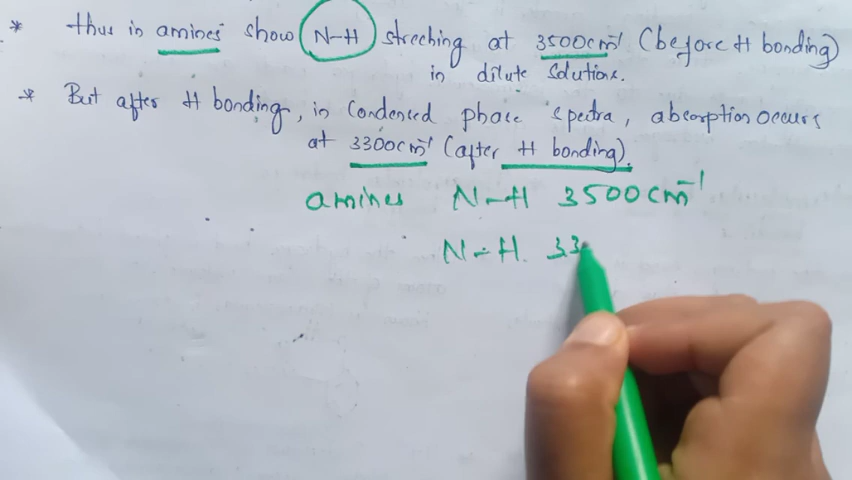 * Thus in amines show N-H streching at 3500cm⁻¹ (before H bonding)
in dilute solutions.
* But after H bonding, in Condensed phase spectra, absorption occurs
at 3300cm⁻¹ (after H bonding).
amines N-H 3500cm⁻¹
N-H. 33